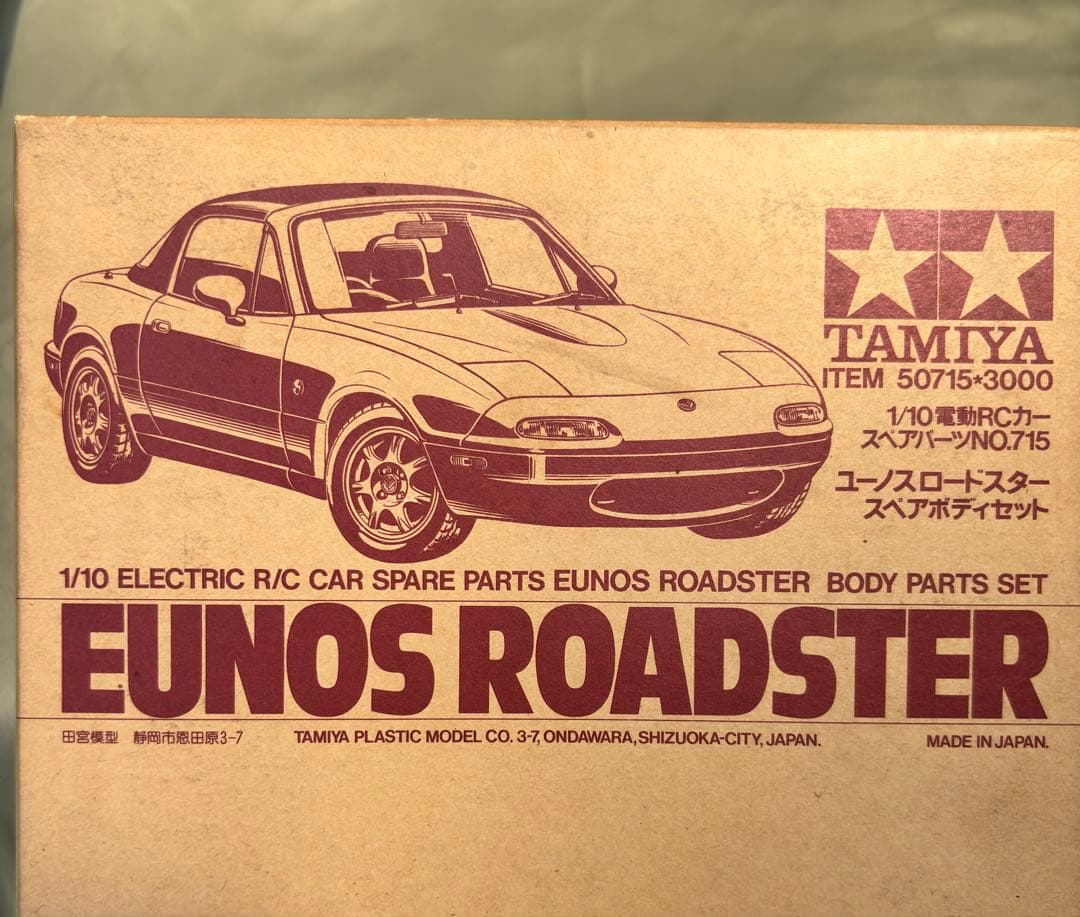 TAMIYA
ITEM 50715*3000
1/10電動RCカー
スペアパーツNO.715
ユーノスロードスター
スペアボディセット
1/10 ELECTRIC R/C CAR SPARE PARTS EUNOS ROADSTER BODY PARTS SET
EUNOS ROADSTER
田宮模型 静岡市恩田原3-7 TAMIYA PLASTIC MODEL CO. 3-7, ONDAWARA, SHIZUOKA-CITY, JAPAN. MADE IN JAPAN.